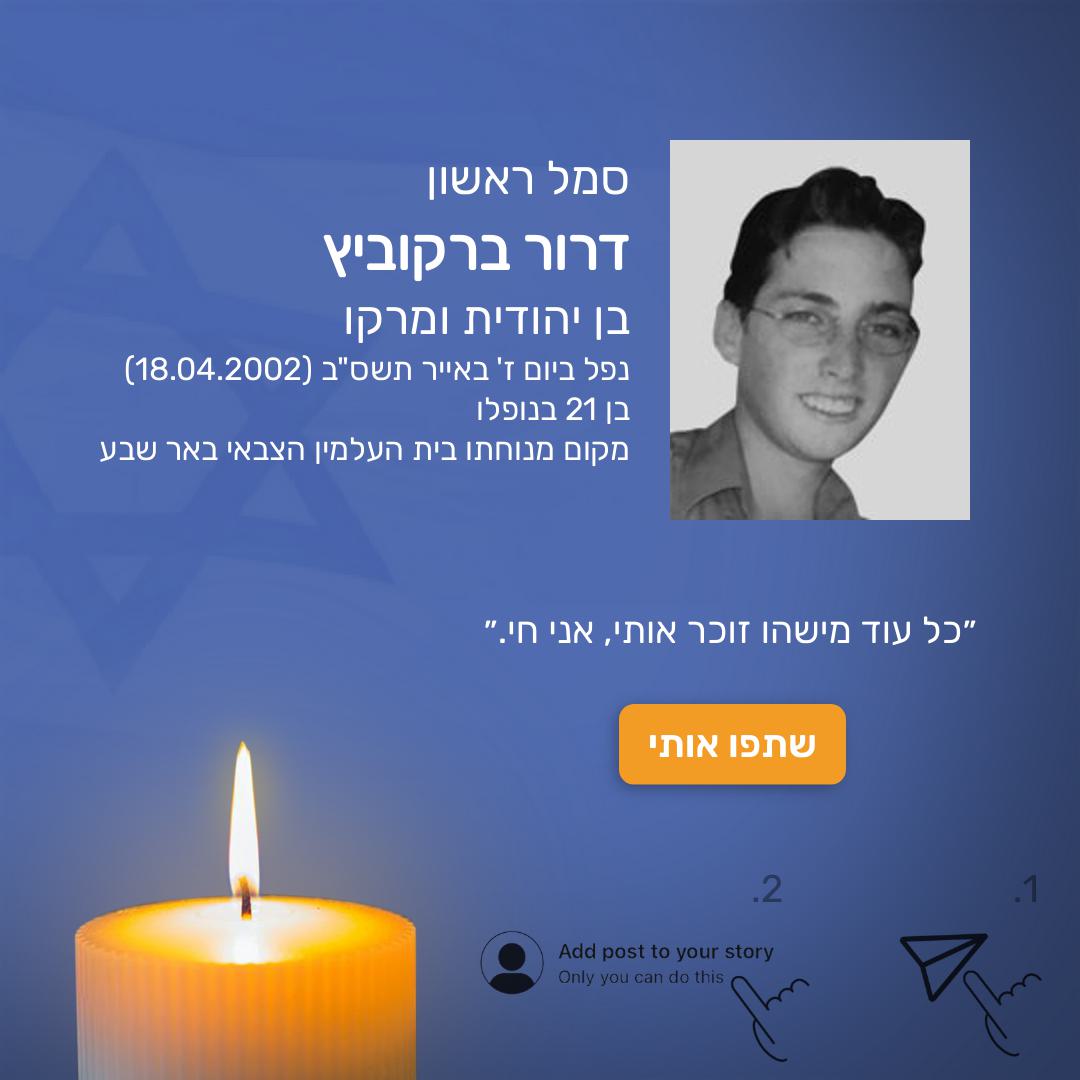 סמל ראשון
דרור ברקוביץ
בן יהודית ומרקו
נפל ביום ז' באייר תשס"ב (18.04.2002)
בן 21 בנופלו
מקום מנוחתו בית העלמין הצבאי באר שבע
״כל עוד מישהו זוכר אותי, אני חי.״
שתפו אותי
.1
.2
Add post to your story
Only you can do this